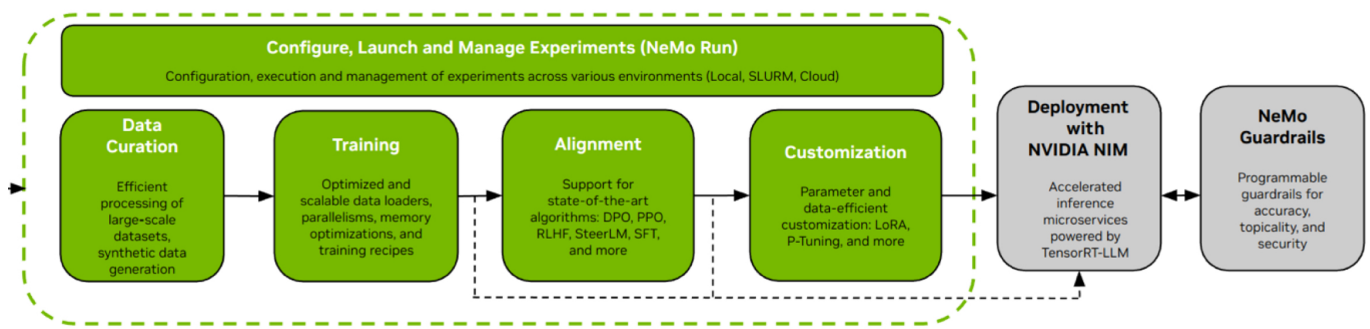 Configure, Launch and Manage Experiments (NeMo Run)
Configuration, execution and management of experiments across various environments (Local, SLURM, Cloud)
Data
Curation
Efficient
processing of
large-scale
datasets,
synthetic data
generation
Training
Optimized and
scalable data loaders,
parallelisms, memory
optimizations, and
training recipes
Alignment
Support for
state-of-the-art
algorithms: DPO, PPO,
RLHF, SteerLM, SFT,
and more
Customization
Parameter and
data-efficient
customization: LoRA,
P-Tuning, and more
Deployment
with
NVIDIA NIM
Accelerated
inference
microservices
powered by
TensorRT-LLM
NeMo
Guardrails
Programmable
guardrails for
accuracy,
topicality, and
security